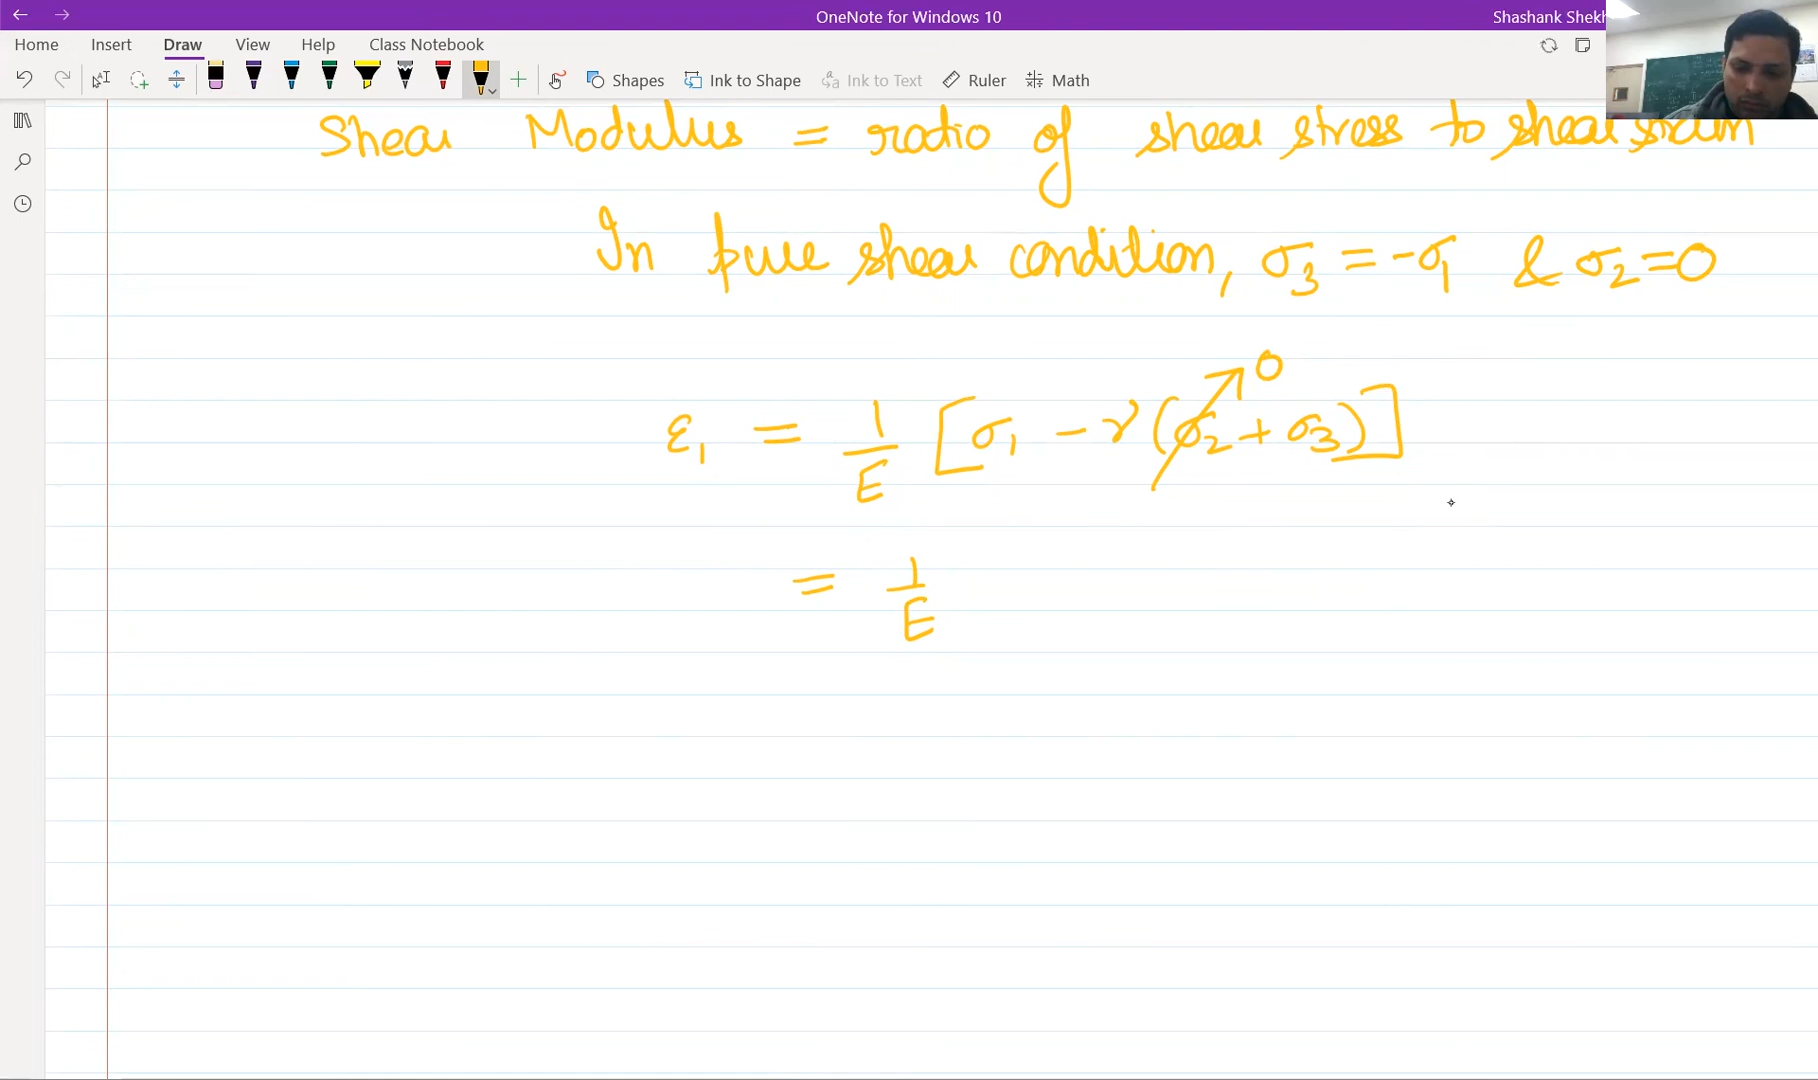 OneNote for Windows 10
Shashank Shekh
Home Insert Draw View Help Class Notebook
Shapes Ink to Shape Ink to Text Ruler Math
Shear Modulus = ratio of shear stress to shear strain
In pure shear condition, σ₃ = -σ₁ & σ₂=0
ε₁ = 1/E [σ₁ - ν(σ₂ + σ₃)] 0
= 1/E